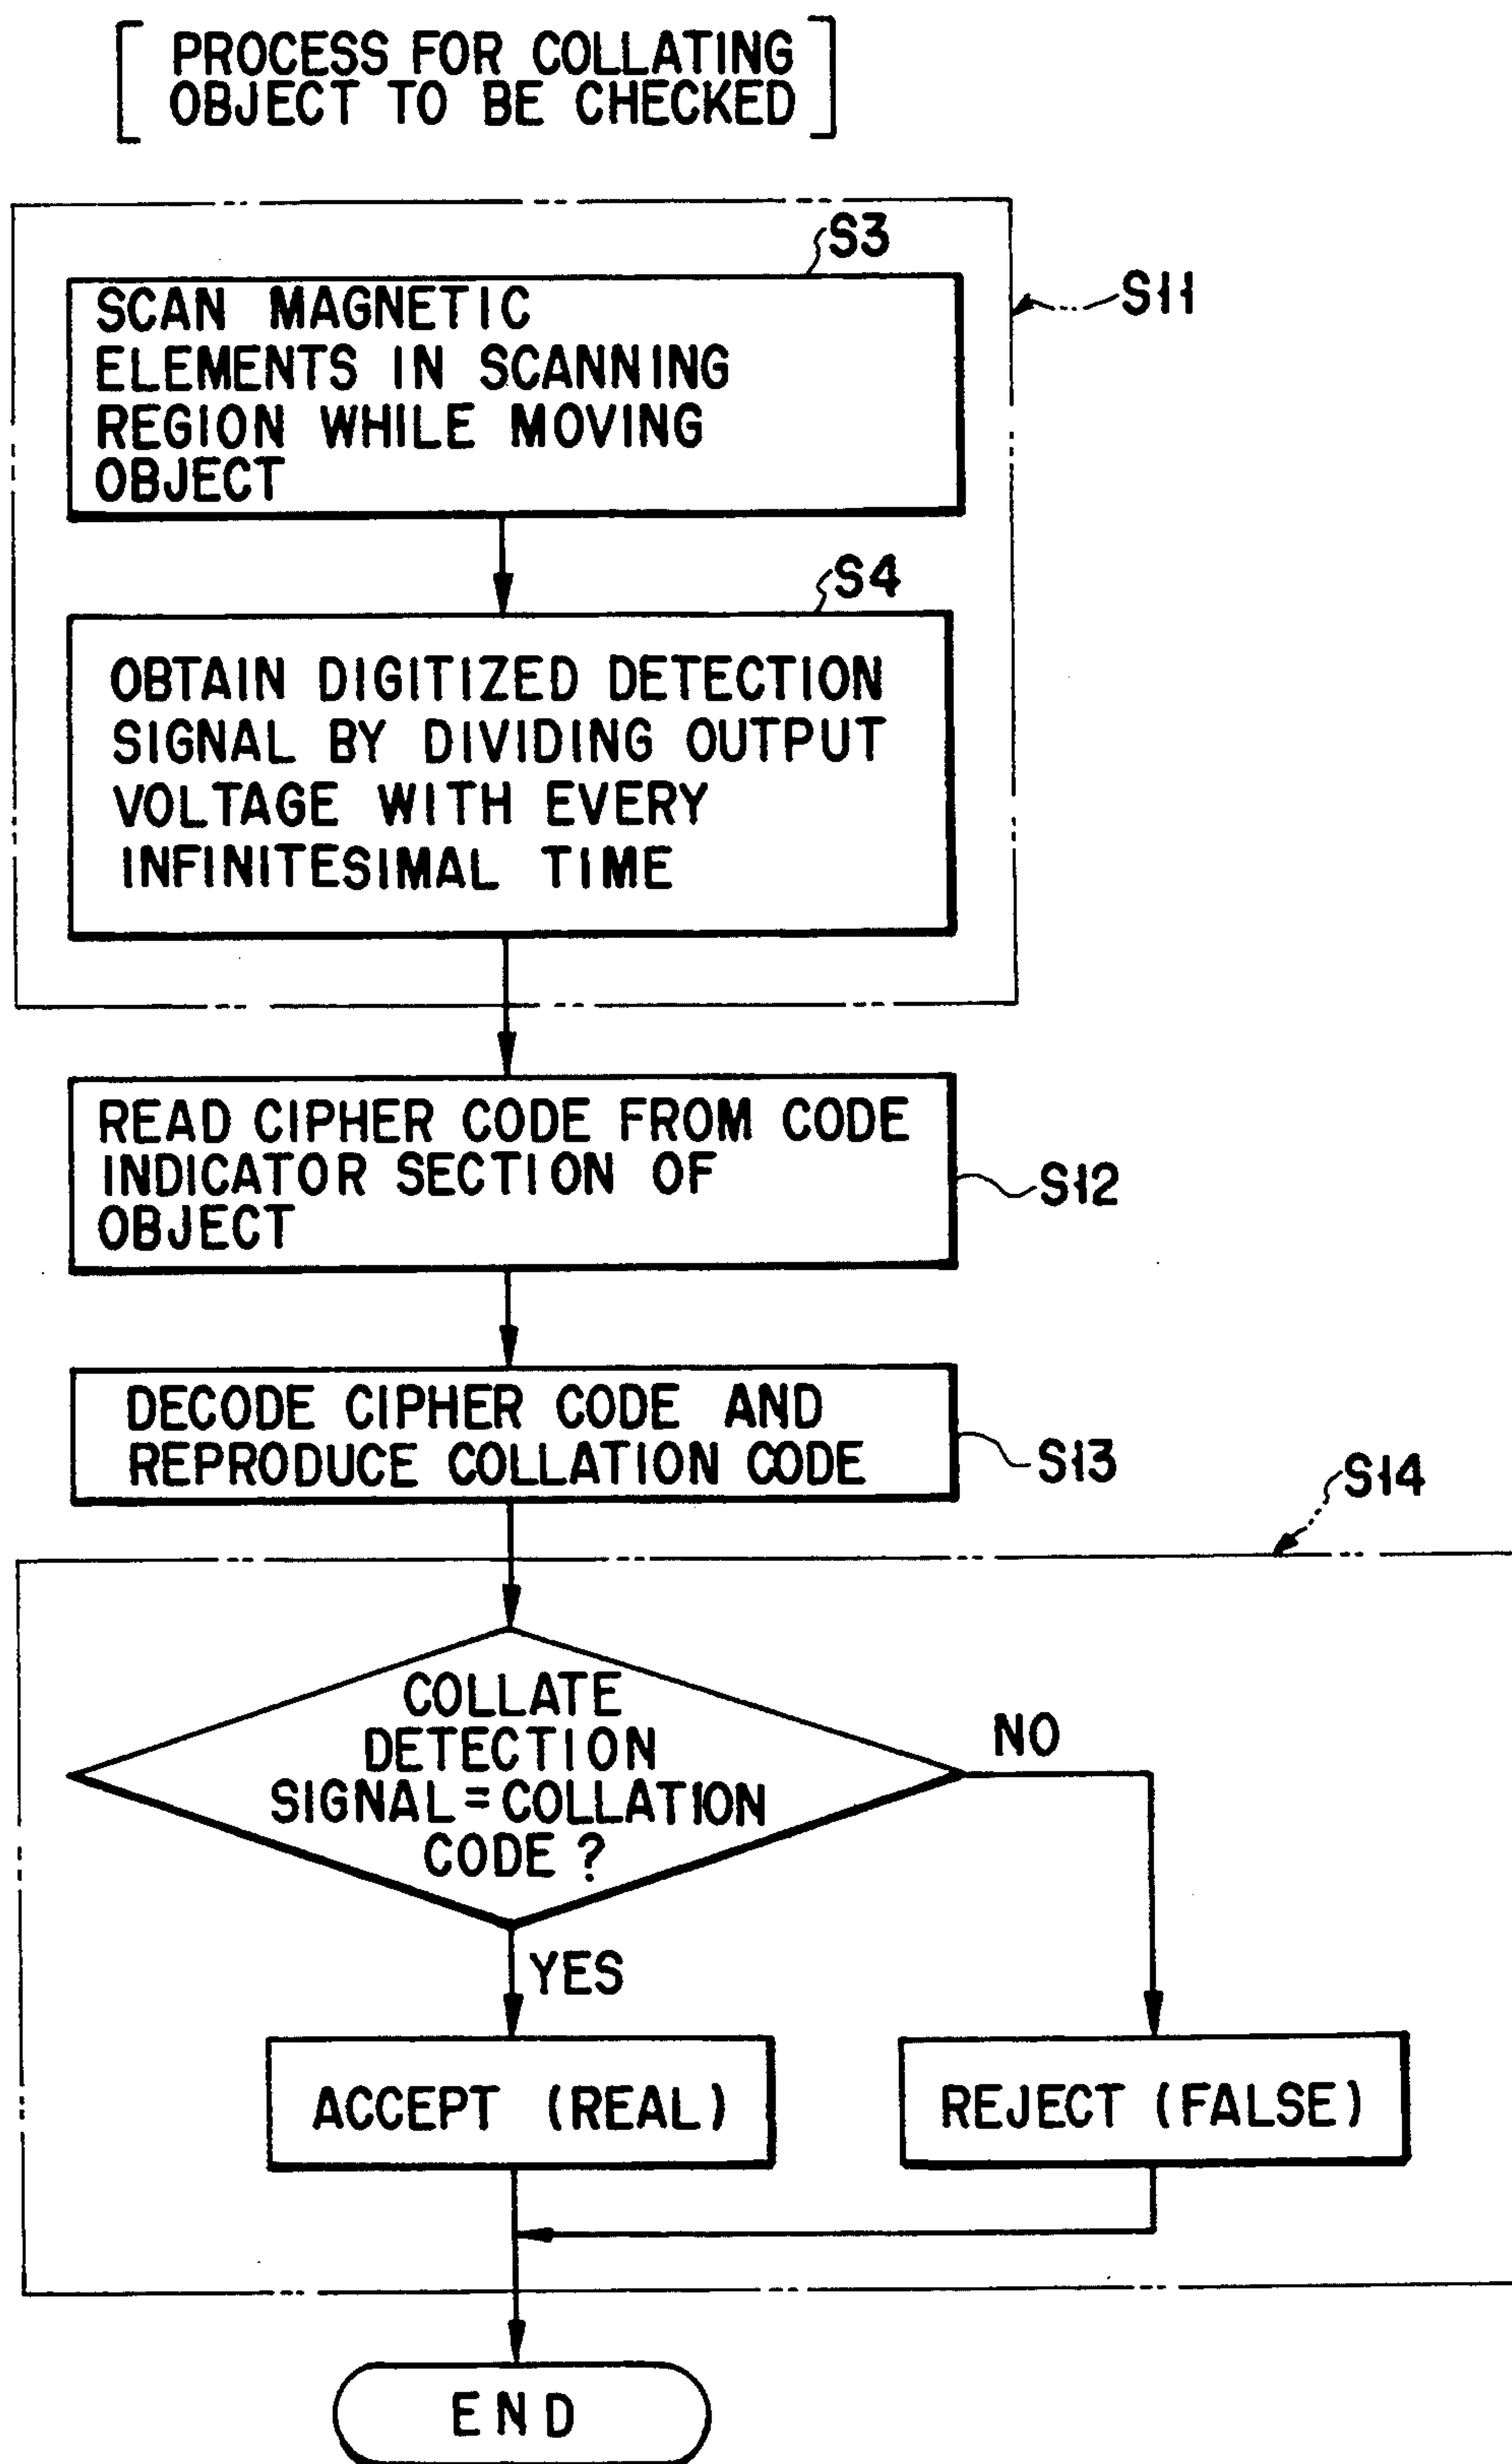 PROCESS FOR COLLATING
OBJECT TO BE CHECKED
S3
S11
SCAN MAGNETIC
ELEMENTS IN SCANNING
REGION WHILE MOVING
OBJECT
S4
OBTAIN DIGITIZED DETECTION
SIGNAL BY DIVIDING OUTPUT
VOLTAGE WITH EVERY
INFINITESIMAL TIME
READ CIPHER CODE FROM CODE
INDICATOR SECTION OF
OBJECT
S12
DECODE CIPHER CODE AND
REPRODUCE COLLATION CODE
S13
S14
COLLATE
DETECTION
SIGNAL=COLLATION
CODE ?
NO
YES
ACCEPT (REAL)
REJECT (FALSE)
END